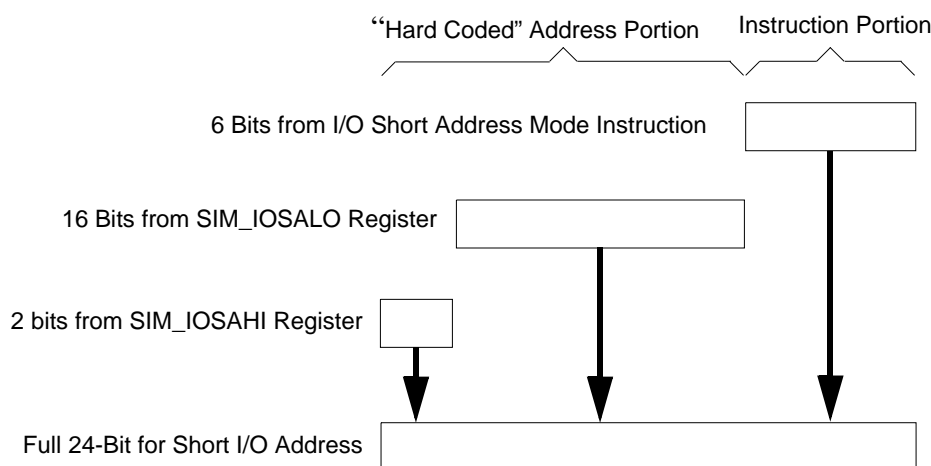 “Hard Coded” Address Portion
Instruction Portion
6 Bits from I/O Short Address Mode Instruction
16 Bits from SIM_IOSALO Register
2 bits from SIM_IOSAHI Register
Full 24-Bit for Short I/O Address